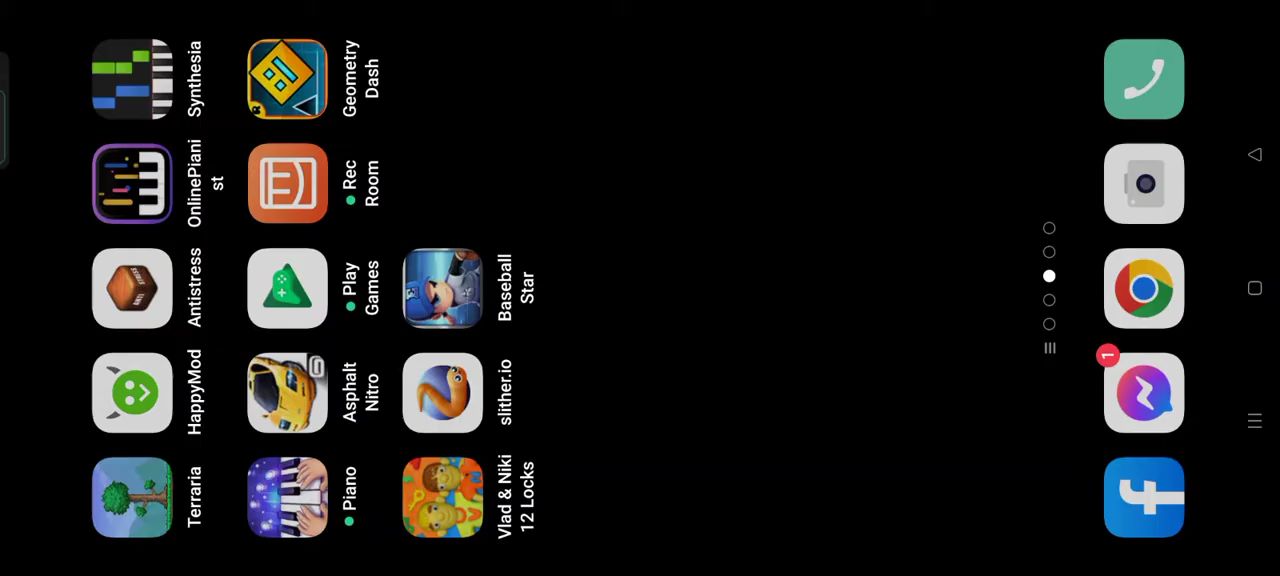 Terraria
HappyMod
Antistress
OnlinePiani
st
Synthesia
Piano
Asphalt
Nitro
Play
Games
Rec
Room
Geometry
Dash
Vlad & Niki
12 Locks
slither.io
Baseball
Star
1